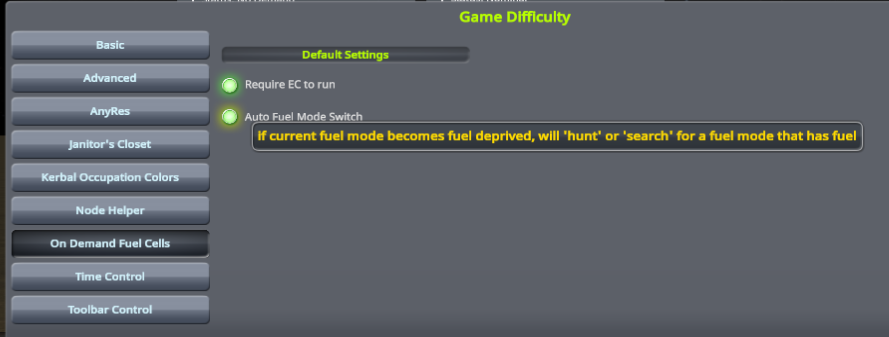 Game Difficulty
Basic
Advanced
AnyRes
Janitor's Closet
Kerbal Occupation Colors
Node Helper
On Demand Fuel Cells
Time Control
Toolbar Control
Default Settings
Require EC to run
Auto Fuel Mode Switch
if current fuel mode becomes fuel deprived, will 'hunt' or 'search' for a fuel mode that has fuel